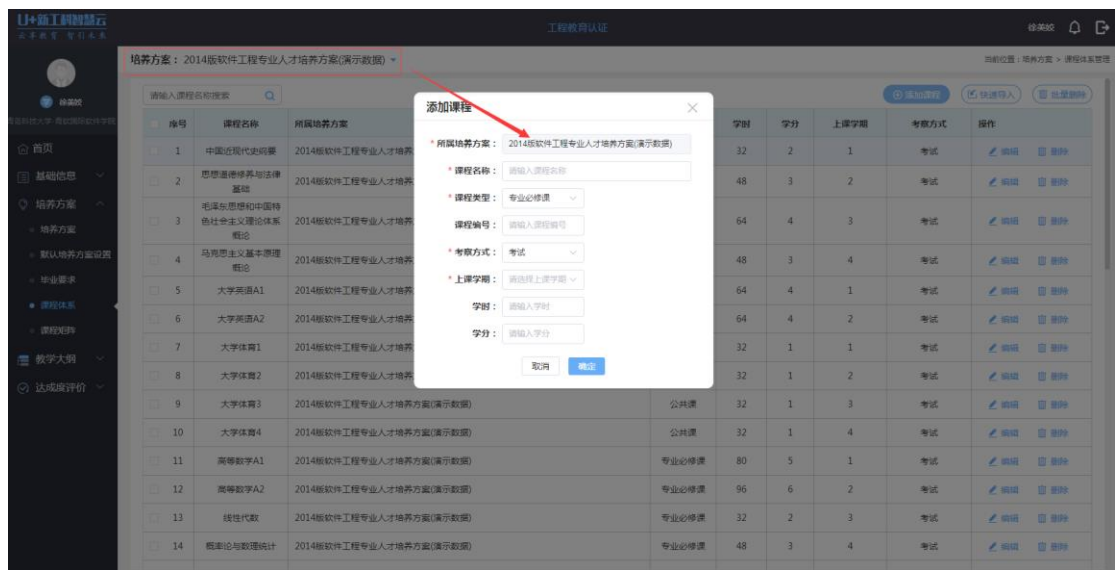 U+新工科智慧云
工程教育认证
徐美姣
培养方案：2014版软件工程专业人才培养方案(演示数据)
当前位置：培养方案 > 课程体系管理
徐美姣
首页
基础信息
培养方案
培养方案
默认培养方案设置
毕业要求
课程体系
课程矩阵
教学大纲
达成度评价
请输入课程名称搜索
添加课程
快速导入
批量删除
序号 课程名称 所属培养方案 学时 学分 上课学期 考察方式 操作
1 中国近现代史纲要 2014版软件工程专业人才培养 32 2 1 考试 编辑 删除
2 思想道德修养与法律基础 2014版软件工程专业人才培养 48 3 2 考试 编辑 删除
3 毛泽东思想和中国特色社会主义理论体系概论 2014版软件工程专业人才培养 64 4 3 考试 编辑 删除
4 马克思主义基本原理概论 2014版软件工程专业人才培养 48 3 4 考试 编辑 删除
5 大学英语A1 2014版软件工程专业人才培养 64 4 1 考试 编辑 删除
6 大学英语A2 2014版软件工程专业人才培养 64 4 2 考试 编辑 删除
7 大学体育1 2014版软件工程专业人才培养 32 1 1 考试 编辑 删除
8 大学体育2 2014版软件工程专业人才培养 32 1 2 考试 编辑 删除
9 大学体育3 2014版软件工程专业人才培养方案(演示数据) 公共课 32 1 3 考试 编辑 删除
10 大学体育4 2014版软件工程专业人才培养方案(演示数据) 公共课 32 1 4 考试 编辑 删除
11 高等数学A1 2014版软件工程专业人才培养方案(演示数据) 专业必修课 80 5 1 考试 编辑 删除
12 高等数学A2 2014版软件工程专业人才培养方案(演示数据) 专业必修课 96 6 2 考试 编辑 删除
13 线性代数 2014版软件工程专业人才培养方案(演示数据) 专业必修课 32 2 3 考试 编辑 删除
14 概率论与数理统计 2014版软件工程专业人才培养方案(演示数据) 专业必修课 48 3 4 考试 编辑 删除
添加课程
* 所属培养方案： 2014版软件工程专业人才培养方案(演示数据)
* 课程名称： 请输入课程名称
* 课程类型： 专业必修课
课程编号： 请输入课程编号
* 考察方式： 考试
* 上课学期： 请选择上课学期
学时： 请输入学时
学分： 请输入学分
取消 确定